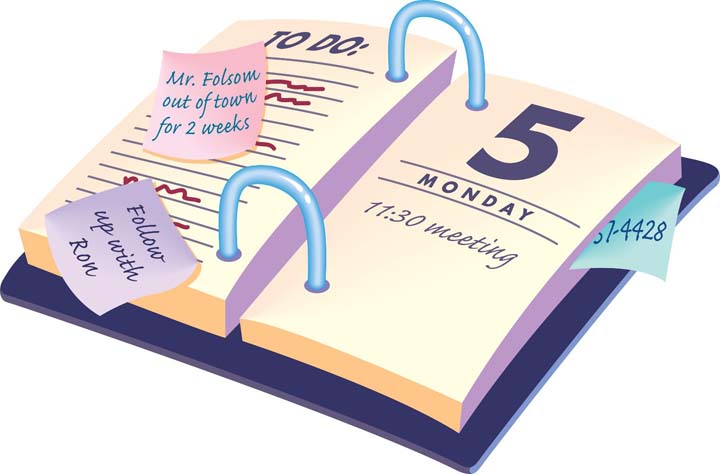 TO DO:
Mr. Folsom
out of town
for 2 weeks
Follow
up with
Ron
5
MONDAY
11:30 meeting
7-4428